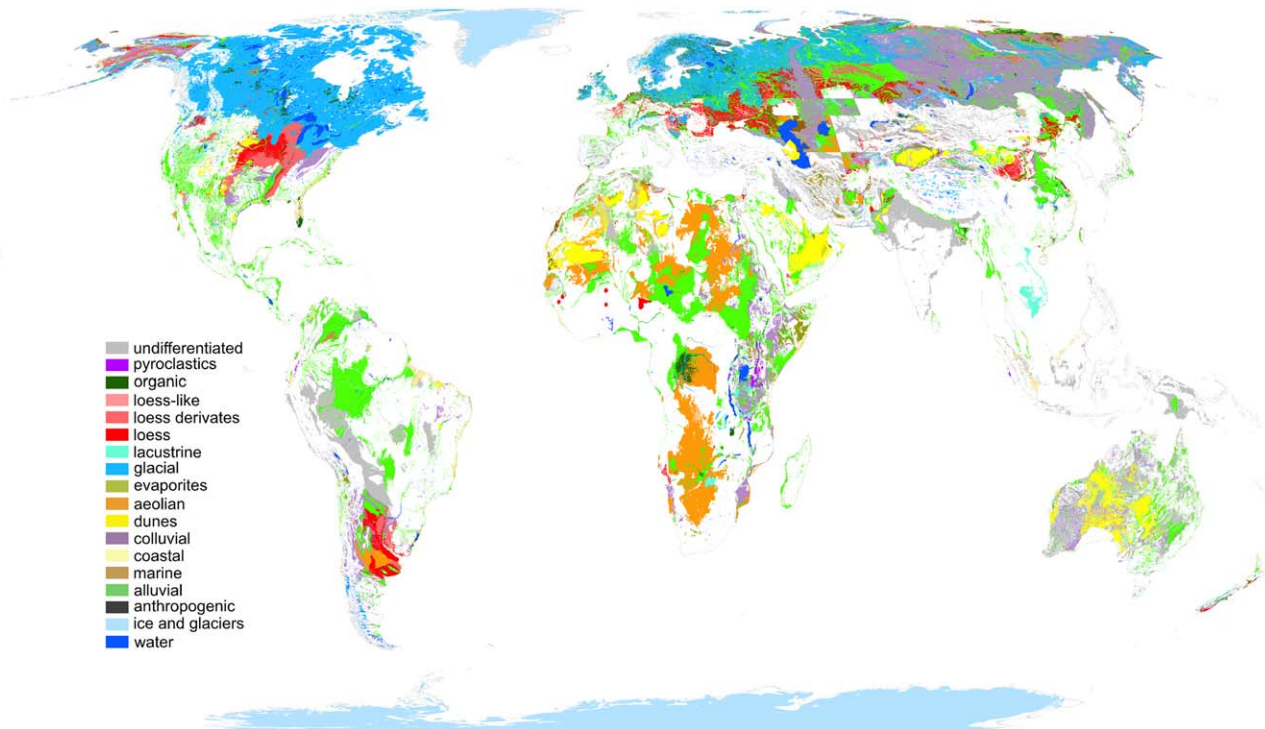 undifferentiated
pyroclastics
organic
loess-like
loess derivates
loess
lacustrine
glacial
evaporites
aeolian
dunes
colluvial
coastal
marine
alluvial
anthropogenic
ice and glaciers
water